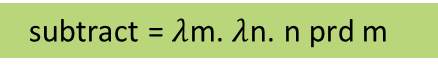 subtract = 𝜆m. 𝜆n. n prd m